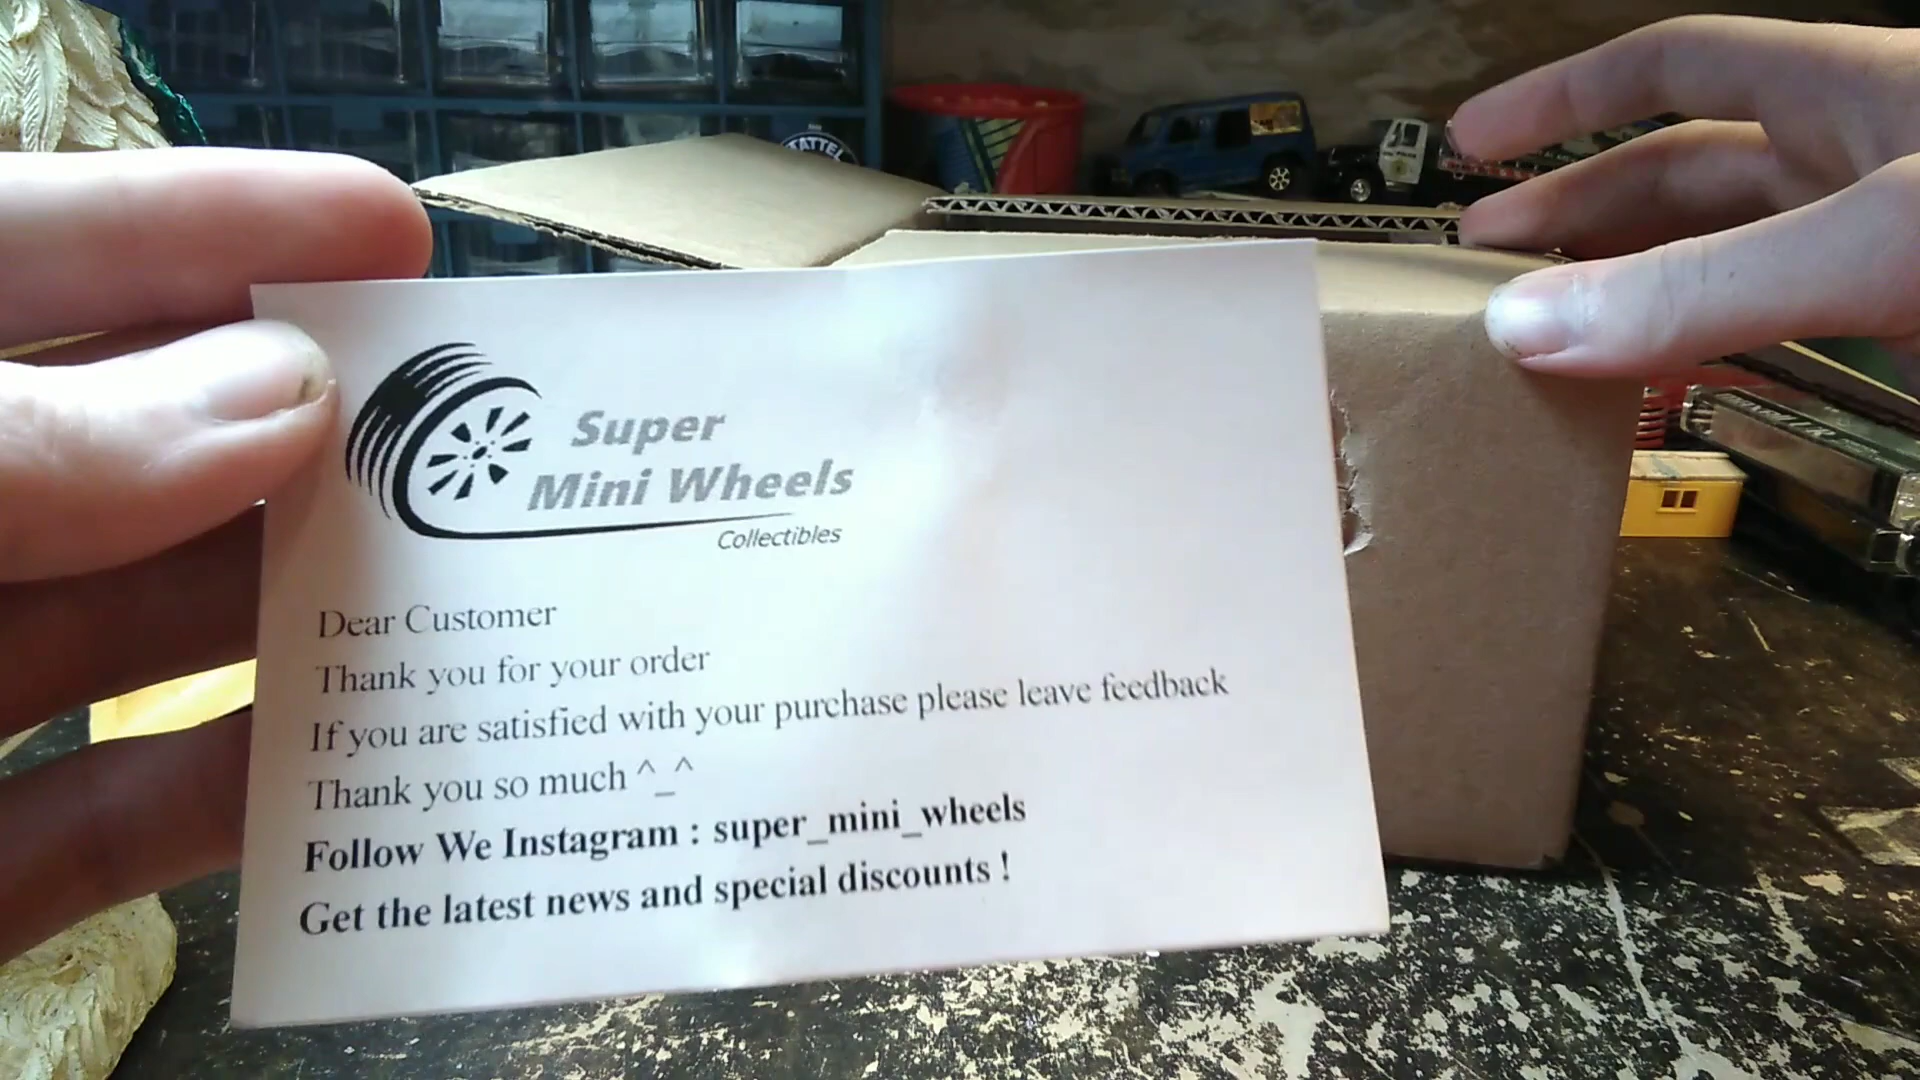 TATTEL
Super
Mini Wheels
Collectibles
Dear Customer
Thank you for your order
If you are satisfied with your purchase please leave feedback
Thank you so much ^_^
Follow We Instagram : super_mini_wheels
Get the latest news and special discounts !